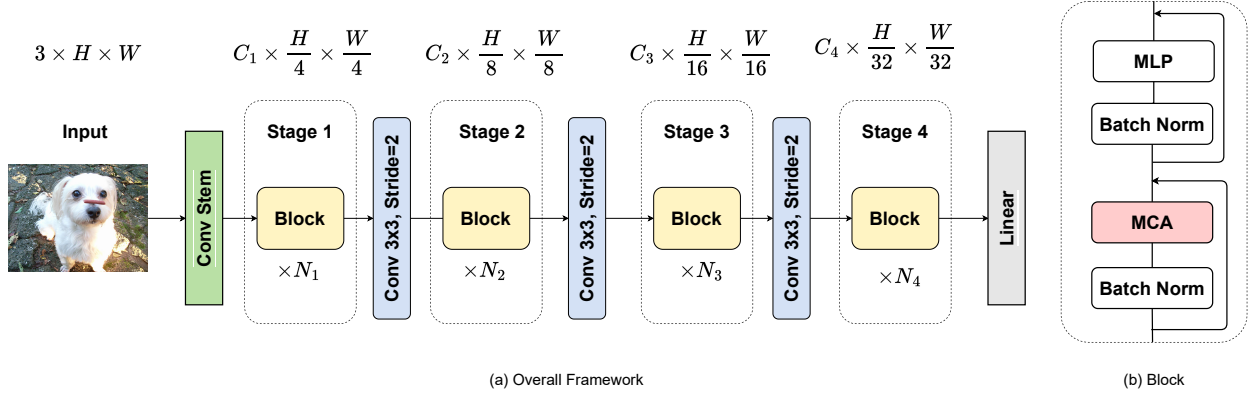 3 × H × W
C₁ × H/4 × W/4
C₂ × H/8 × W/8
C₃ × H/16 × W/16
C₄ × H/32 × W/32
Input
Conv Stem
Stage 1
Block
×N₁
Conv 3x3, Stride=2
Stage 2
Block
×N₂
Conv 3x3, Stride=2
Stage 3
Block
×N₃
Conv 3x3, Stride=2
Stage 4
Block
×N₄
Linear
(a) Overall Framework
MLP
Batch Norm
MCA
Batch Norm
(b) Block